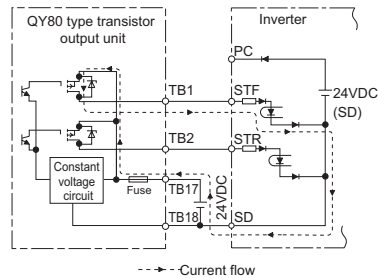 QY80 type transistor
output unit
Inverter
PC
TB1
STF
24VDC
(SD)
TB2
STR
Constant
voltage
circuit
Fuse
TB17
24VDC
TB18
SD
Current flow